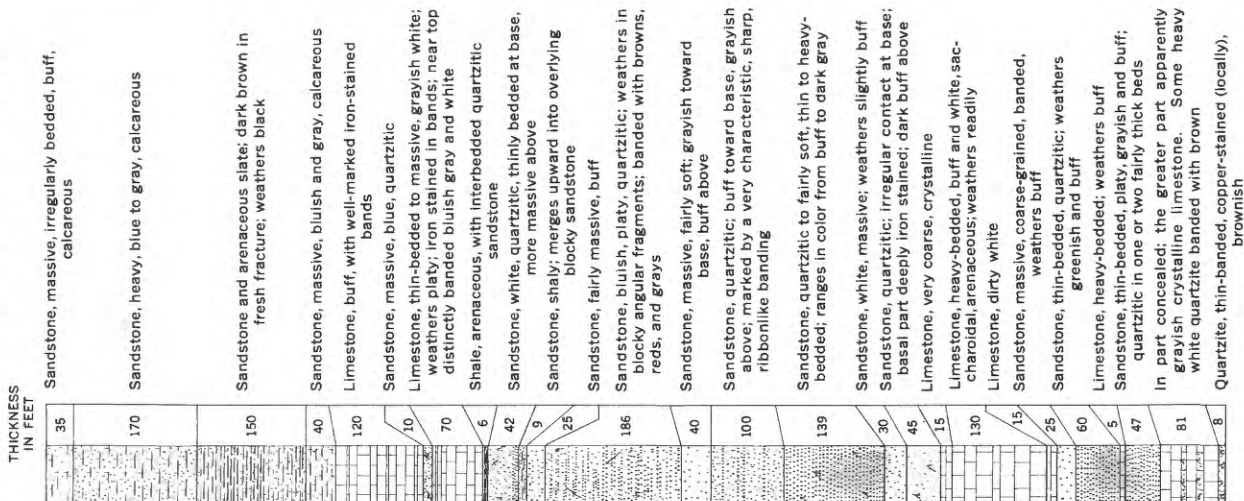 THICKNESS
IN FEET
35
Sandstone, massive, irregularly bedded, buff,
calcareous
170
Sandstone, heavy, blue to gray, calcareous
150
Sandstone and arenaceous slate; dark brown in
fresh fracture; weathers black
40
Sandstone, massive, bluish and gray, calcareous
120
Limestone, buff, with well-marked iron-stained
bands
10
Sandstone, massive, blue, quartzitic
70
Limestone, thin-bedded to massive, grayish white;
weathers platy; iron stained in bands; near top
distinctly banded bluish gray and white
6
Shale, arenaceous, with interbedded quartzitic
sandstone
42
Sandstone, white, quartzitic, thinly bedded at base,
more massive above
9
Sandstone, shaly; merges upward into overlying
blocky sandstone
25
Sandstone, fairly massive, buff
186
Sandstone, bluish, platy, quartzitic; weathers in
blocky angular fragments; banded with browns,
reds, and grays
40
Sandstone, massive, fairly soft; grayish toward
base, buff above
100
Sandstone, quartzitic; buff toward base, grayish
above; marked by a very characteristic, sharp,
ribbonlike banding
139
Sandstone, quartzitic to fairly soft, thin to heavy-
bedded; ranges in color from buff to dark gray
30
Sandstone, white, massive; weathers slightly buff
45
Sandstone, quartzitic; irregular contact at base;
basal part deeply iron stained; dark buff above
15
Limestone, very coarse, crystalline
130
Limestone, heavy-bedded, buff and white, sac-
charoidal, arenaceous; weathers readily
15
Limestone, dirty white
25
Sandstone, massive, coarse-grained, banded,
weathers buff
60
Sandstone, thin-bedded, quartzitic; weathers
greenish and buff
5
Limestone, heavy-bedded; weathers buff
47
Sandstone, thin-bedded, platy, grayish and buff;
quartzitic in one or two fairly thick beds
81
In part concealed; the greater part apparently
grayish crystalline limestone. Some heavy
white quartzite banded with brown
8
Quartzite, thin-banded, copper-stained (locally),
brownish